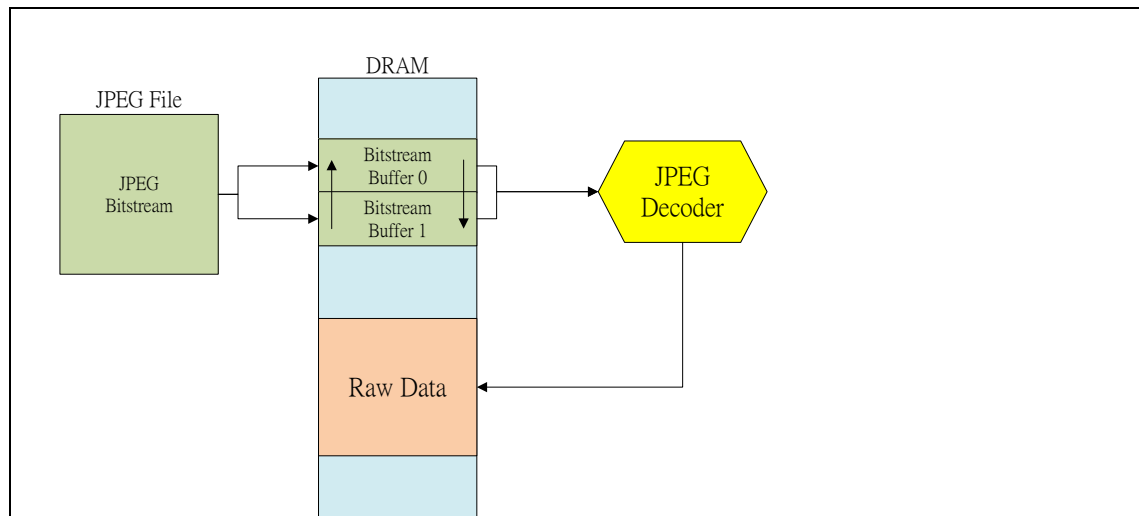 DRAM
JPEG File
JPEG
Bitstream
Bitstream
Buffer 0
Bitstream
Buffer 1
JPEG
Decoder
Raw Data